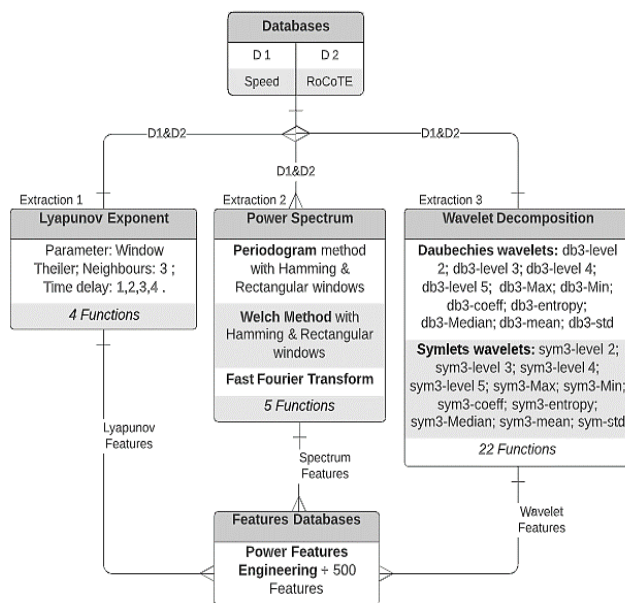 Databases
D 1
D 2
Speed
RoCoTE
D1&D2
D1&D2
D1&D2
Extraction 1
Lyapunov Exponent
Parameter: Window
Theiler; Neighbours: 3 ;
Time delay: 1,2,3,4 .
4 Functions
Extraction 2
Power Spectrum
Periodogram method
with Hamming &
Rectangular windows
Welch Method with
Hamming & Rectangular
windows
Fast Fourier Transform
5 Functions
Extraction 3
Wavelet Decomposition
Daubechies wavelets: db3-level
2; db3-level 3; db3-level 4;
db3-level 5; db3-Max; db3-Min;
db3-coeff; db3-entropy;
db3-Median; db3-mean; db3-std
Symlets wavelets: sym3-level 2;
sym3-level 3; sym3-level 4;
sym3-level 5; sym3-Max; sym3-Min;
sym3-coeff; sym3-entropy;
sym3-Median; sym3-mean; sym-std
22 Functions
Lyapunov
Features
Spectrum
Features
Wavelet
Features
Features Databases
Power Features
Engineering ÷ 500
Features